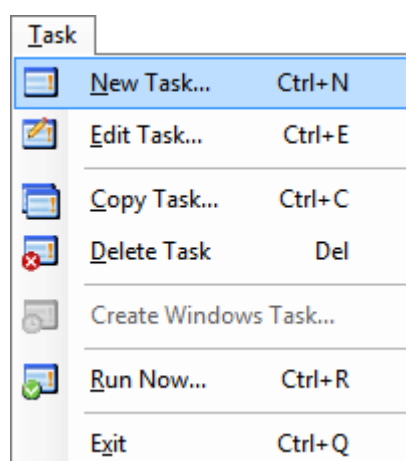 Task
New Task... Ctrl+N
Edit Task... Ctrl+E
Copy Task... Ctrl+C
Delete Task Del
Create Windows Task...
Run Now... Ctrl+R
Exit Ctrl+Q